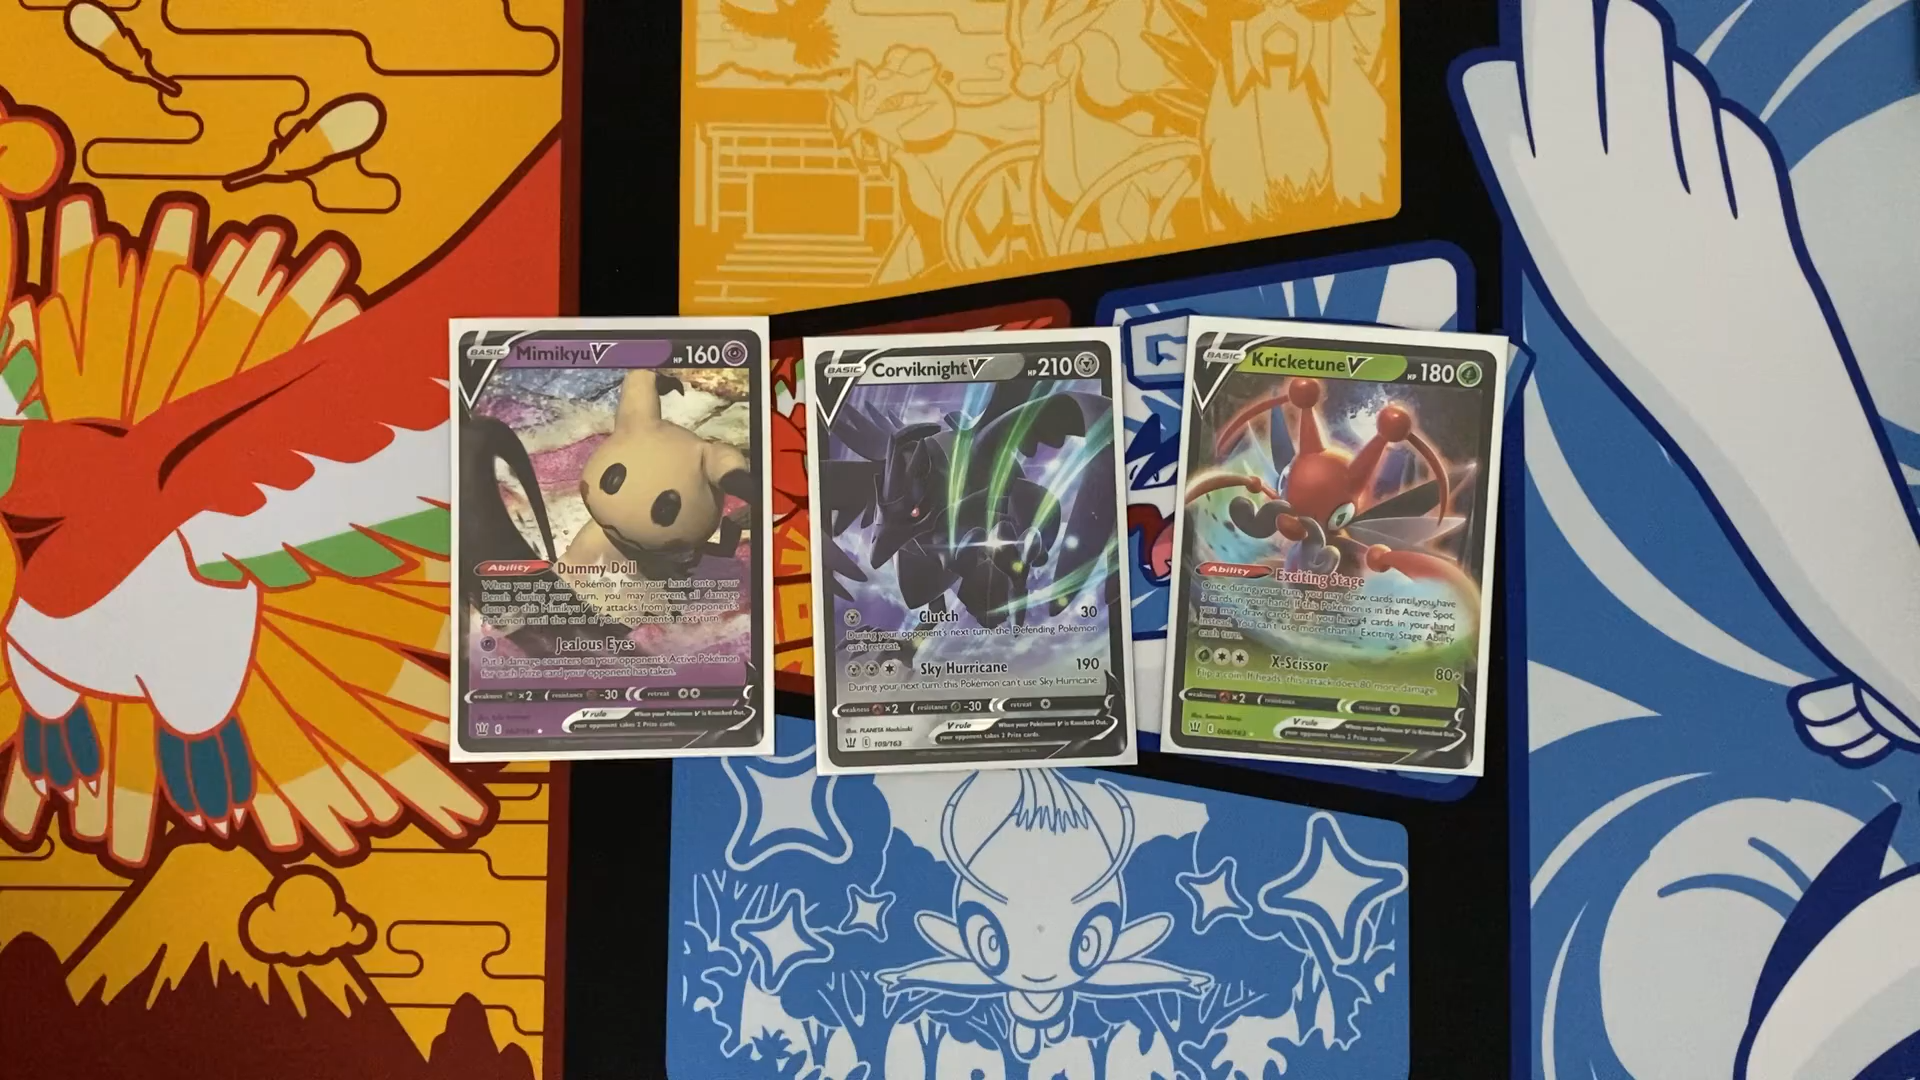 BASIC Mimikyu V HP 160
Ability Dummy Doll
When you play this Pokémon from your hand onto your
Bench during your turn, you may prevent all damage
done to this Mimikyu V by attacks from your opponent's
Pokémon until the end of your opponent's next turn.
Jealous Eyes
Put 3 damage counters on your opponent's Active Pokémon
for each Prize card your opponent has taken.
weakness ×2 resistance -30 retreat
V rule When your Pokémon V is Knocked Out,
your opponent takes 2 Prize cards.
BASIC Corviknight V HP 210
Clutch 30
During your opponent's next turn, the Defending Pokémon
can't retreat.
Sky Hurricane 190
During your next turn, this Pokémon can't use Sky Hurricane.
weakness ×2 resistance -30 retreat
Illus. PLANETA Mochizuki
V rule When your Pokémon V is Knocked Out,
your opponent takes 2 Prize cards.
E 109/163
BASIC Kricketune V HP 180
Ability Exciting Stage
Once during your turn, you may draw cards until you have
3 cards in your hand. If this Pokémon is in the Active Spot,
you may draw cards until you have 4 cards in your hand
instead. You can't use more than 1 Exciting Stage Ability
each turn.
X-Scissor 80+
Flip a coin. If heads, this attack does 80 more damage.
weakness ×2 resistance retreat
V rule When your Pokémon V is Knocked Out,
your opponent takes 2 Prize cards.
E 006/163